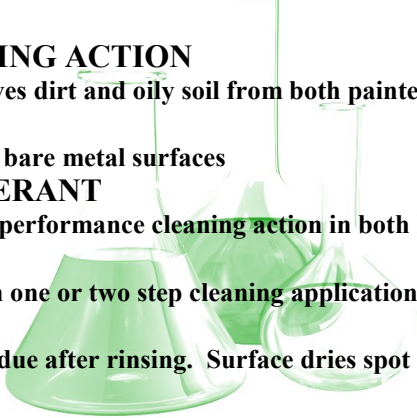 ING ACTION
ves dirt and oily soil from both painte
bare metal surfaces
ERANT
performance cleaning action in both
n one or two step cleaning application
due after rinsing. Surface dries spot